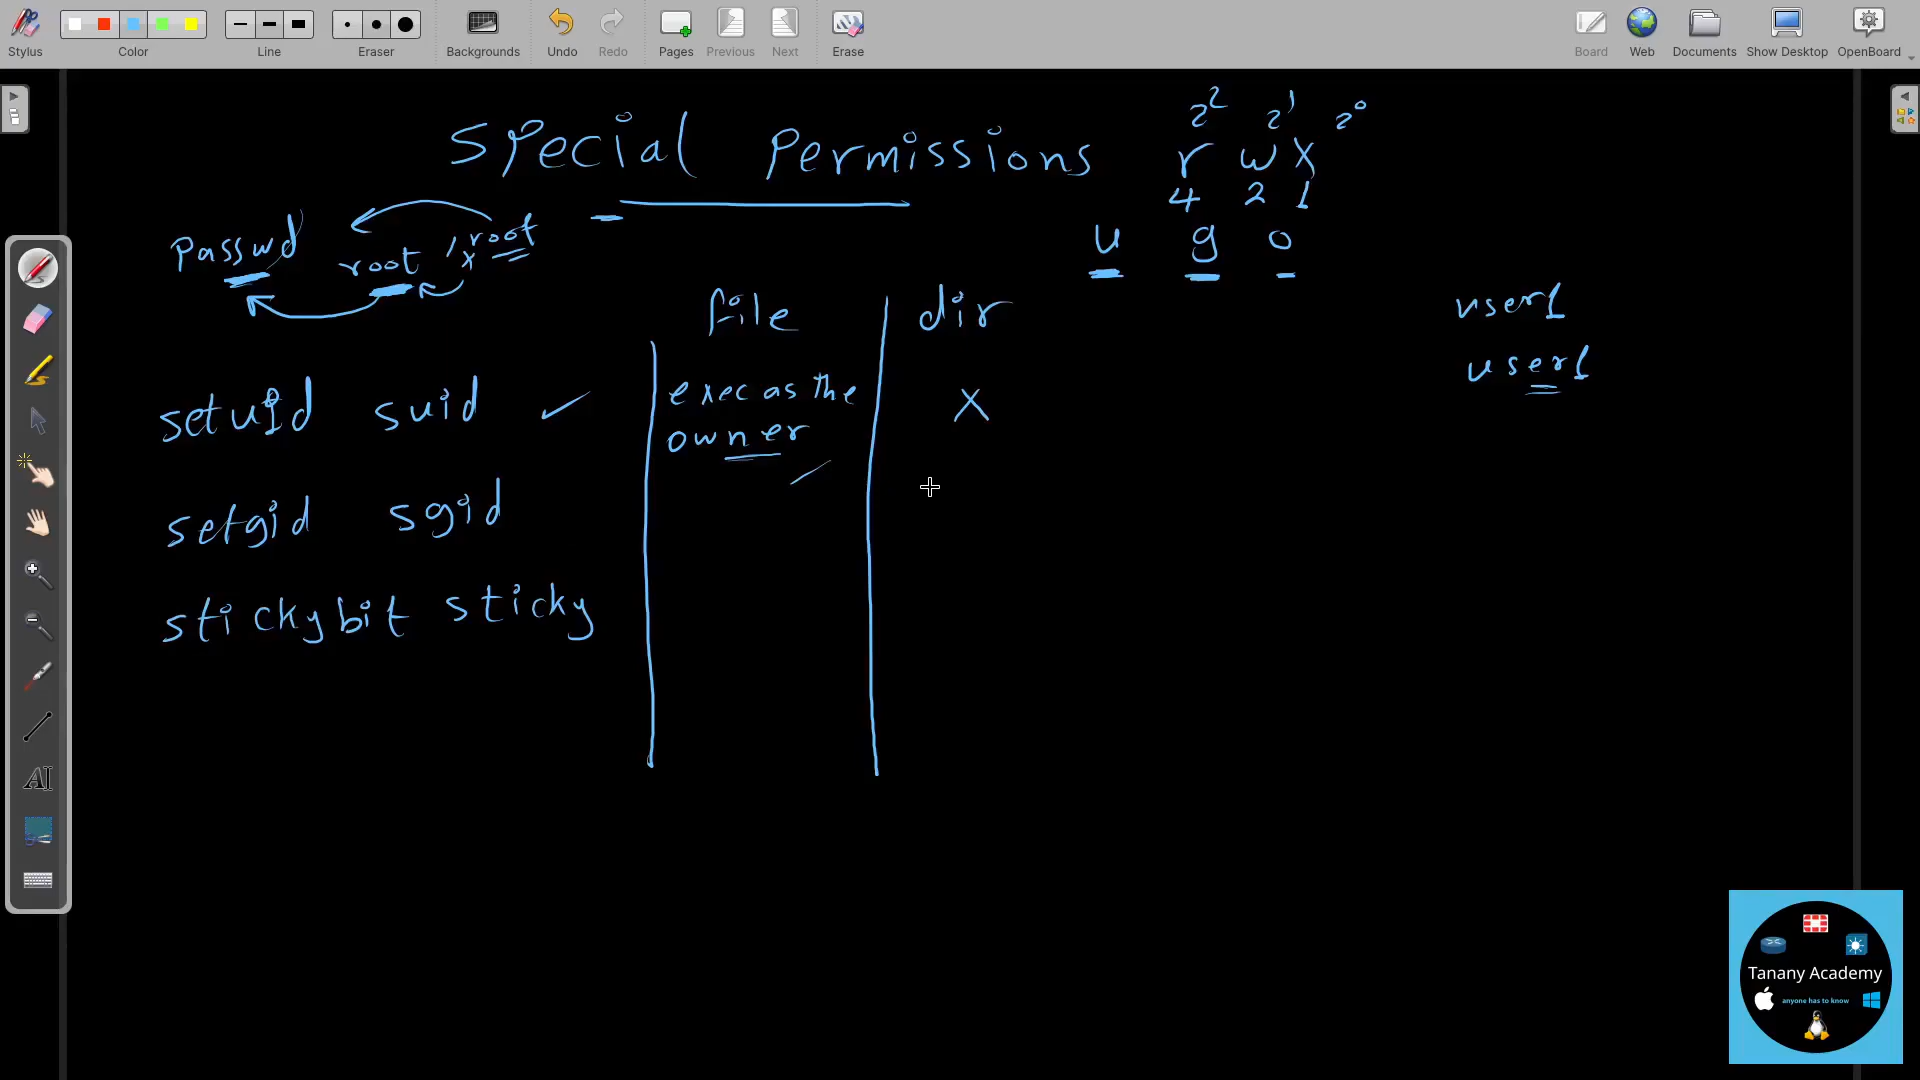 Stylus Color Line Eraser Backgrounds Undo Redo Pages Previous Next Erase Board Web Documents Show Desktop OpenBoard
Special Permissions
2² 2¹ 2⁰
r w x
4 2 1
u g o
Passwd root root
x
file dir
user1
user1
setuid suid ✓ exec as the owner X
setgid sgid
stickybit sticky
AI
Tanany Academy
anyone has to know